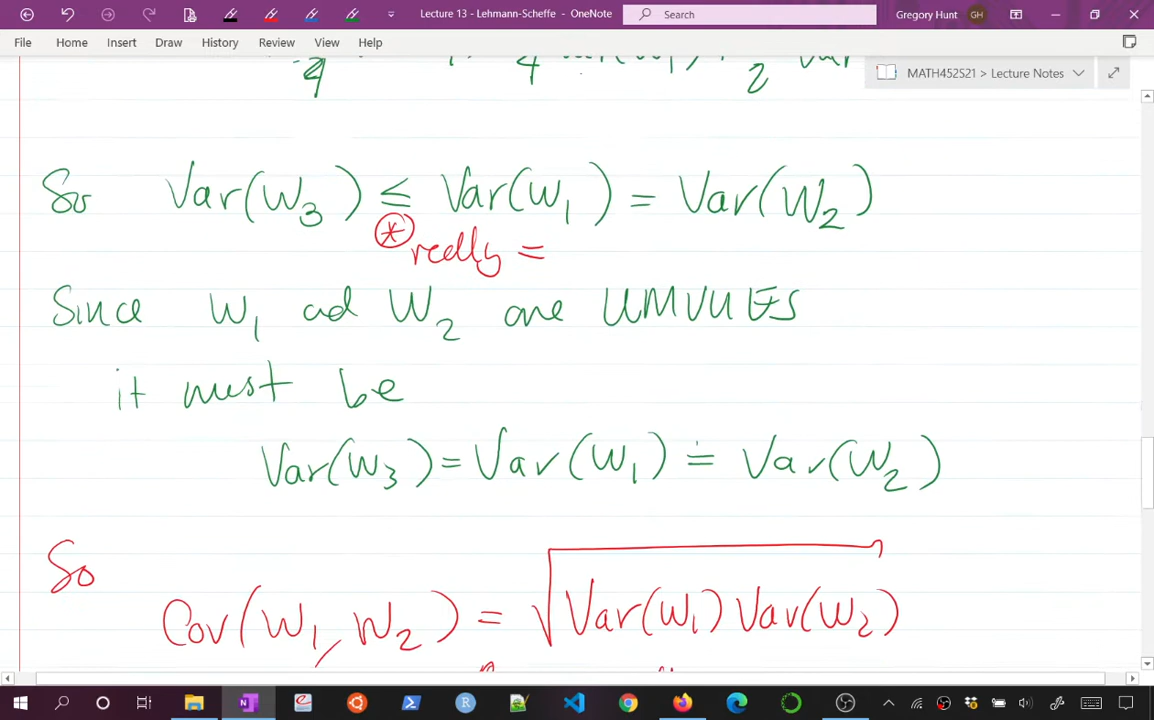 Lecture 13 - Lehmann-Scheffe - OneNote
Search
Gregory Hunt GH
File Home Insert Draw History Review View Help
MATH452S21 > Lecture Notes
So Var(W3) ≤ Var(W1) = Var(W2)
* really =
Since W1 ad W2 are UMVUES
it must be
Var(W3) = Var(W1) = Var(W2)
So
Cov(W1, W2) = √Var(W1) Var(W2)